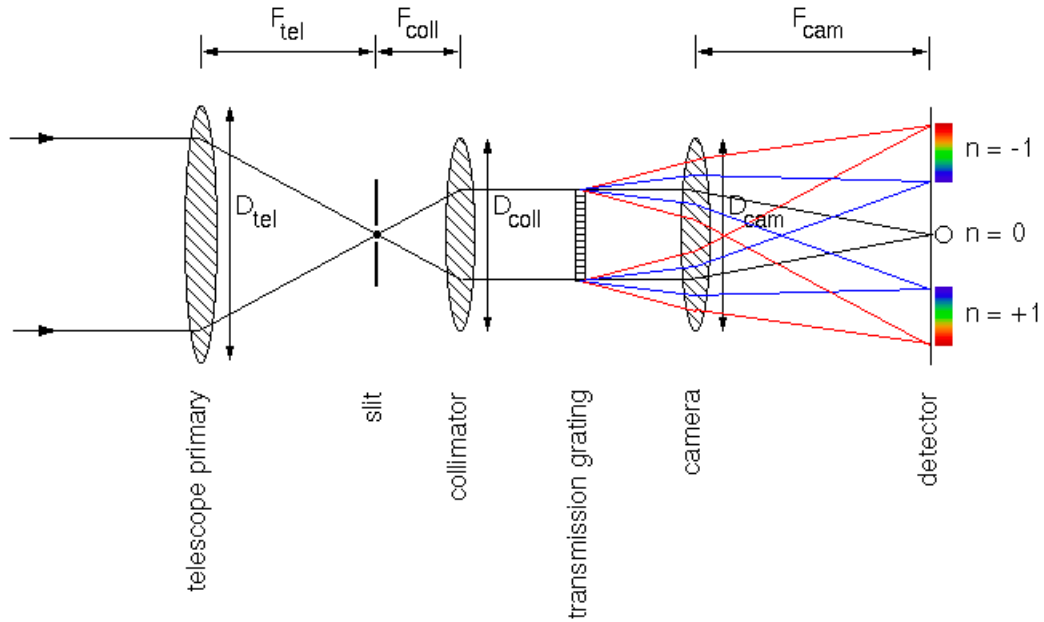 F_tel F_coll F_cam
D_tel D_coll D_cam
n = -1
n = 0
n = +1
telescope primary
slit
collimator
transmission grating
camera
detector